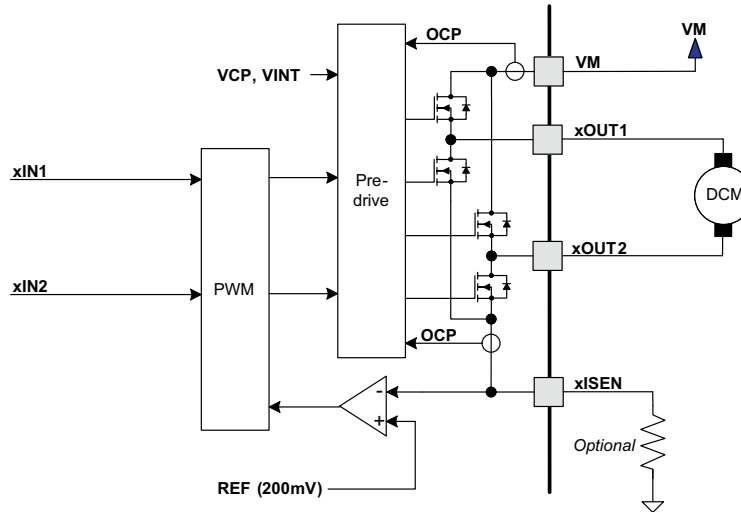 OCP
VM
VM
VCP, VINT
xOUT1
xIN1
Pre-
drive
DCM
xOUT2
xIN2
PWM
OCP
xISEN
-
+
Optional
REF (200mV)